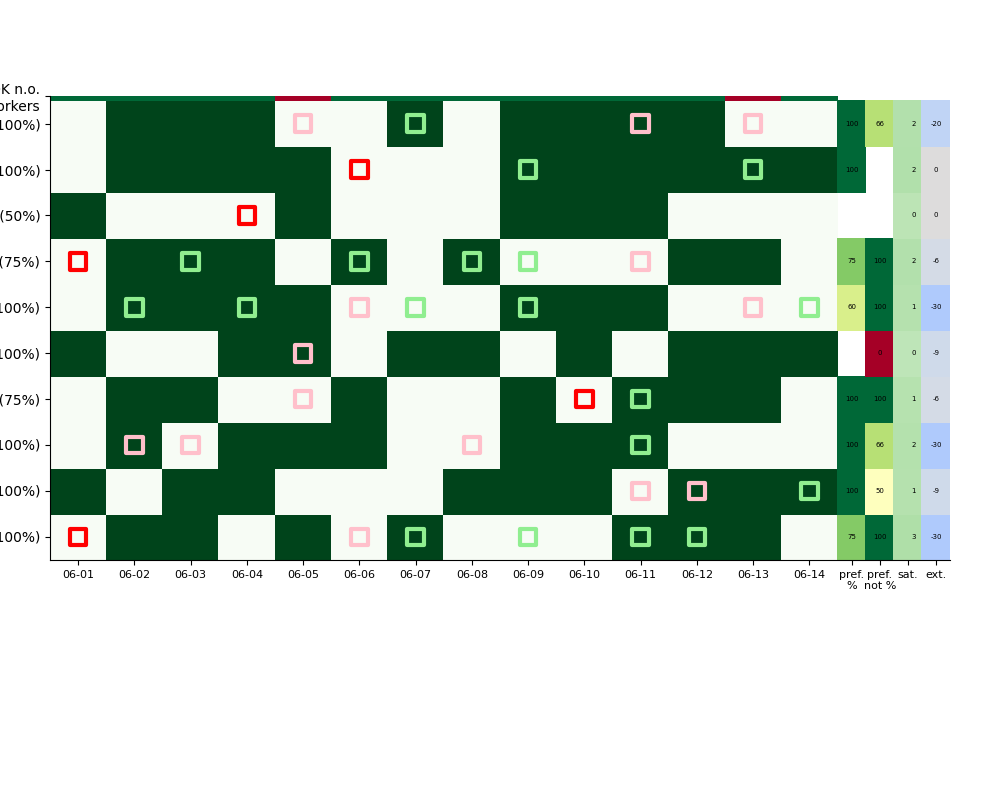 K n.o.
orkers
100%) 100 66 2 -20
100%) 100 2 0
(50%) 0 0
(75%) 75 100 2 -6
100%) 60 100 1 -30
100%) 0 0 -9
(75%) 100 100 1 -6
100%) 100 66 2 -30
100%) 100 50 1 -9
100%) 75 100 3 -30
06-01 06-02 06-03 06-04 06-05 06-06 06-07 06-08 06-09 06-10 06-11 06-12 06-13 06-14 pref. pref. sat. ext.
% not %